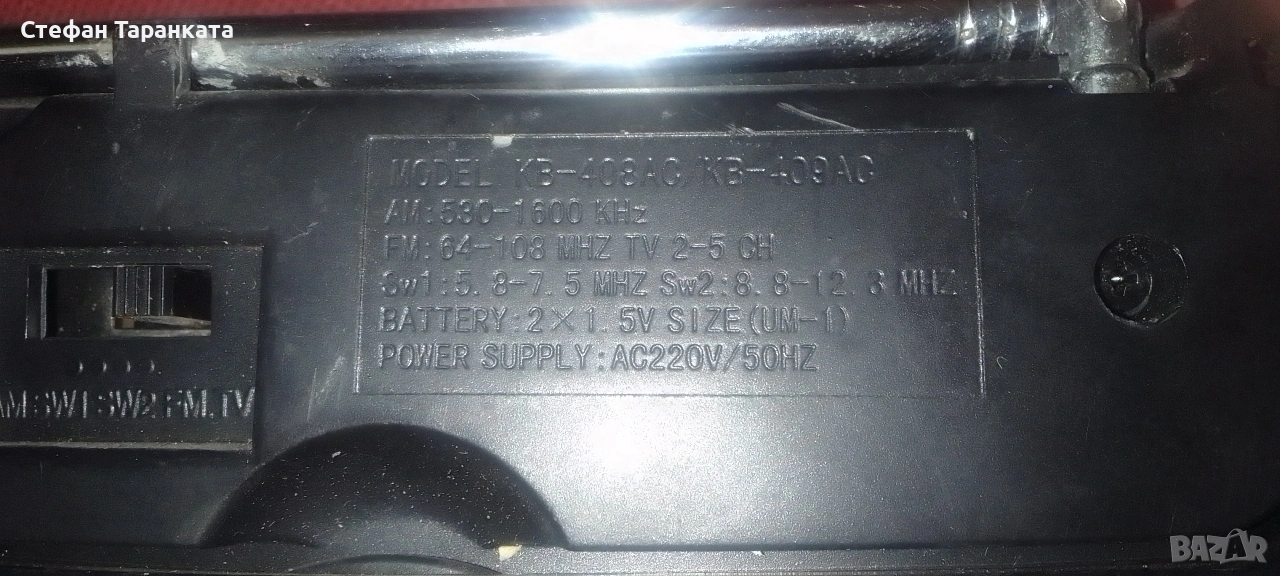 Стефан Таранката
MODEL KB-408AC/KB-409AC
AM:530-1600 KHz
FM:64-108 MHZ TV 2-5 CH
Sw1:5.8-7.5 MHZ Sw2:8.8-12.3 MHZ
BATTERY:2×1.5V SIZE(UM-1)
POWER SUPPLY:AC220V/50HZ
AM SW1 SW2 FM.TV
BAZAR